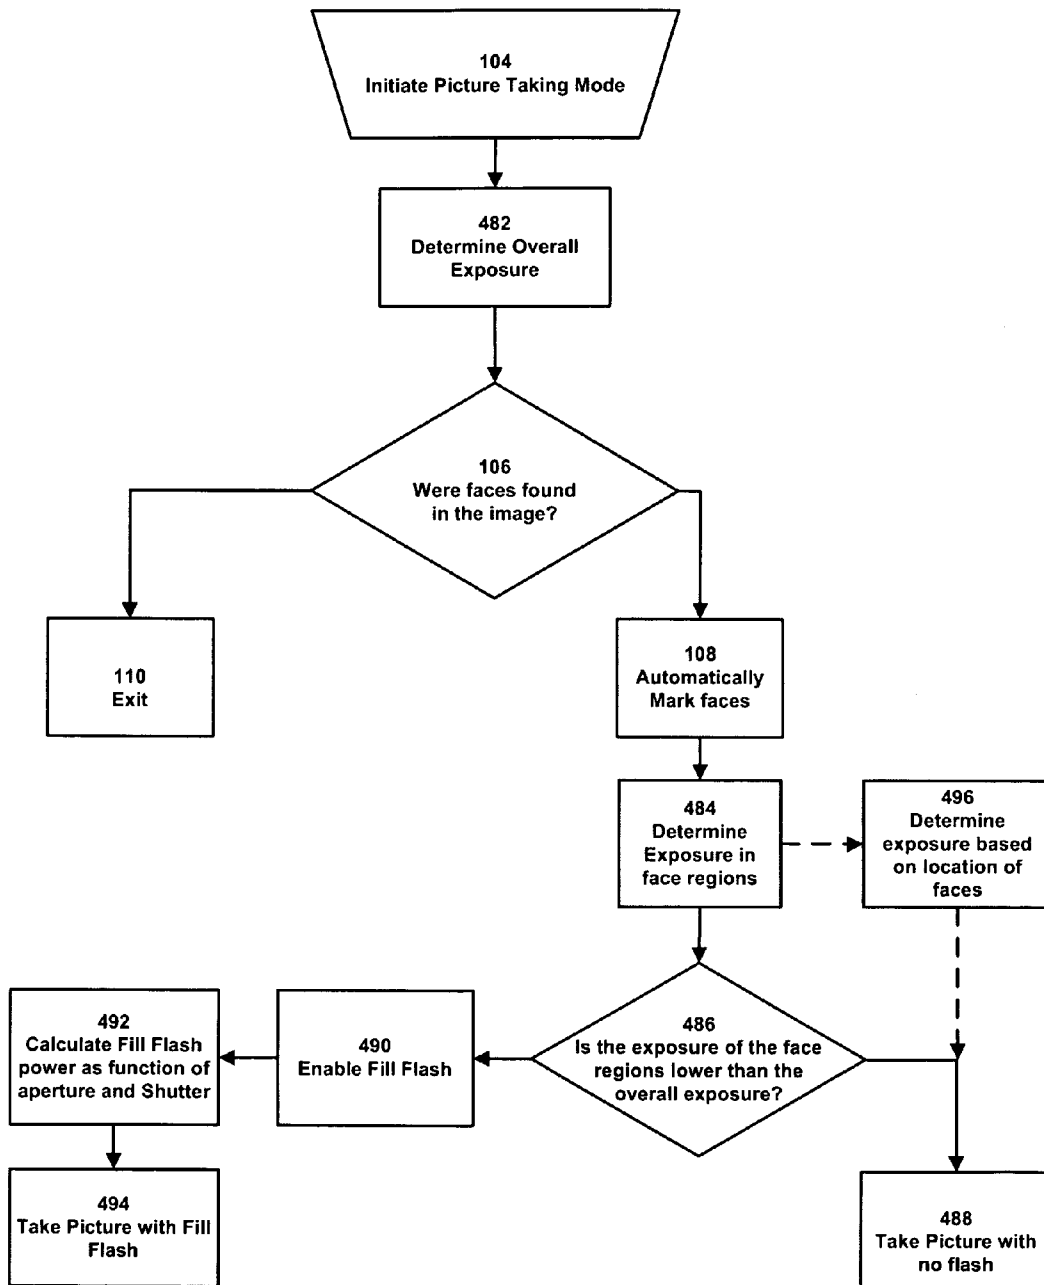 104
Initiate Picture Taking Mode
482
Determine Overall
Exposure
106
Were faces found
in the image?
110
Exit
108
Automatically
Mark faces
484
Determine
Exposure in
face regions
496
Determine
exposure based
on location of
faces
486
Is the exposure of the face
regions lower than the
overall exposure?
490
Enable Fill Flash
492
Calculate Fill Flash
power as function of
aperture and Shutter
494
Take Picture with Fill
Flash
488
Take Picture with
no flash